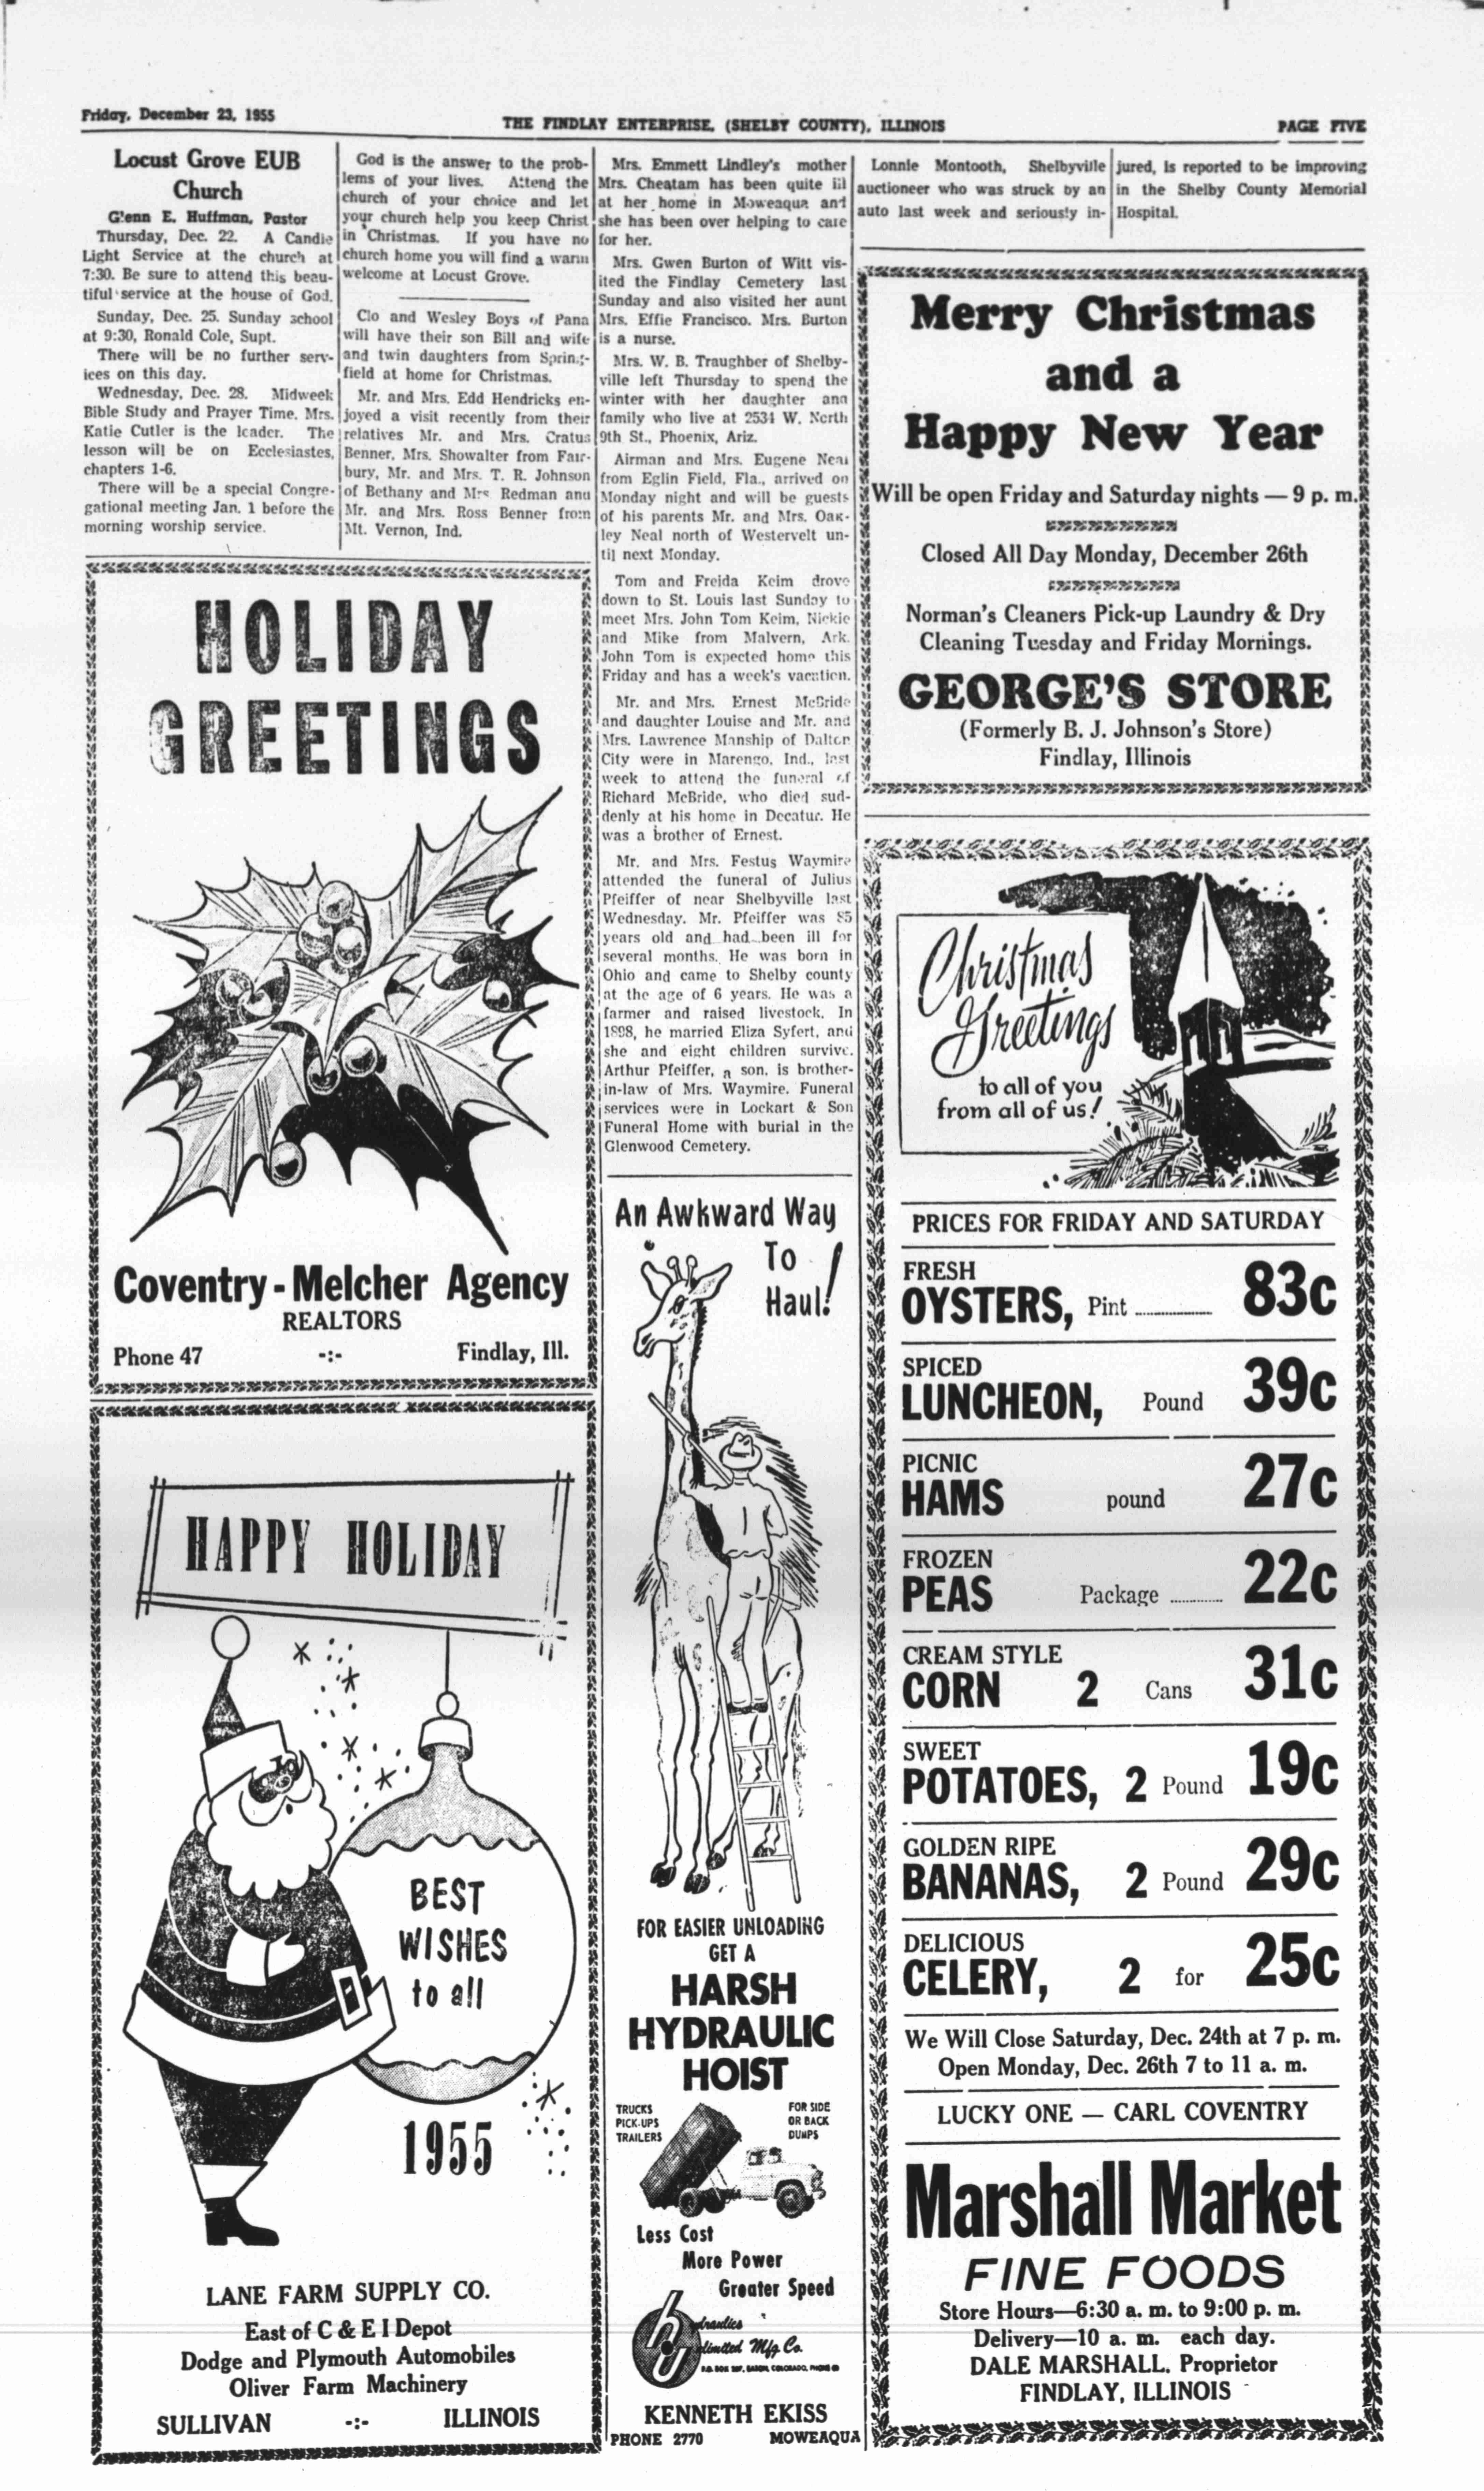 Friday, December 23, 1955
THE FINDLAY ENTERPRISE, (SHELBY COUNTY), ILLINOIS
PAGE FIVE
Locust Grove EUB
Church
Glenn E. Huffman, Pastor
Thursday, Dec. 22. A Candle
Light Service at the church at
7:30. Be sure to attend this beau-
tiful service at the house of God.
Sunday, Dec. 25. Sunday school
at 9:30, Ronald Cole, Supt.
There will be no further serv-
ices on this day.
Wednesday, Dec. 28. Midweek
Bible Study and Prayer Time. Mrs.
Katie Cutler is the leader. The
lesson will be on Ecclesiastes,
chapters 1-6.
There will be a special Congre-
gational meeting Jan. 1 before the
morning worship service.
God is the answer to the prob-
lems of your lives. Attend the
church of your choice and let
your church help you keep Christ
in Christmas. If you have no
church home you will find a warm
welcome at Locust Grove.
Clo and Wesley Boys of Pana
will have their son Bill and wife
and twin daughters from Spring-
field at home for Christmas.
Mr. and Mrs. Edd Hendricks en-
joyed a visit recently from their
relatives Mr. and Mrs. Cratus
Benner, Mrs. Showalter from Fair-
bury, Mr. and Mrs. T. R. Johnson
of Bethany and Mrs Redman and
Mr. and Mrs. Ross Benner from
Mt. Vernon, Ind.
Mrs. Emmett Lindley's mother
Mrs. Cheatam has been quite ill
at her home in Moweaqua and
she has been over helping to care
for her.
Mrs. Gwen Burton of Witt vis-
ited the Findlay Cemetery last
Sunday and also visited her aunt
Mrs. Effie Francisco. Mrs. Burton
is a nurse.
Mrs. W. B. Traughber of Shelby-
ville left Thursday to spend the
winter with her daughter and
family who live at 2534 W. North
9th St., Phoenix, Ariz.
Airman and Mrs. Eugene Neal
from Eglin Field, Fla., arrived on
Monday night and will be guests
of his parents Mr. and Mrs. Oak-
ley Neal north of Westervelt un-
til next Monday.
Tom and Freida Keim drove
down to St. Louis last Sunday to
meet Mrs. John Tom Keim, Nickie
and Mike from Malvern, Ark.
John Tom is expected home this
Friday and has a week's vacation.
Mr. and Mrs. Ernest McBride
and daughter Louise and Mr. and
Mrs. Lawrence Manship of Dalton
City were in Marengo, Ind., last
week to attend the funeral of
Richard McBride, who died sud-
denly at his home in Decatur. He
was a brother of Ernest.
Mr. and Mrs. Festus Waymire
attended the funeral of Julius
Pfeiffer of near Shelbyville last
Wednesday. Mr. Pfeiffer was 85
years old and had been ill for
several months. He was born in
Ohio and came to Shelby county
at the age of 6 years. He was a
farmer and raised livestock. In
1898, he married Eliza Syfert, and
she and eight children survive.
Arthur Pfeiffer, a son, is brother-
in-law of Mrs. Waymire. Funeral
services were in Lockart & Son
Funeral Home with burial in the
Glenwood Cemetery.
Lonnie Montooth, Shelbyville
auctioneer who was struck by an
auto last week and seriously in-
jured, is reported to be improving
in the Shelby County Memorial
Hospital.
HOLIDAY
GREETINGS
Coventry - Melcher Agency
REALTORS
Phone 47 -:- Findlay, Ill.
HAPPY HOLIDAY
BEST
WISHES
to all
1955
LANE FARM SUPPLY CO.
East of C & E I Depot
Dodge and Plymouth Automobiles
Oliver Farm Machinery
SULLIVAN -:- ILLINOIS
An Awkward Way
To
Haul!
FOR EASIER UNLOADING
GET A
HARSH
HYDRAULIC
HOIST
TRUCKS
PICK-UPS
TRAILERS
FOR SIDE
OR BACK
DUMPS
Less Cost
More Power
Greater Speed
hydraulics
Unlimited Mfg Co.
KENNETH EKISS
PHONE 2770 MOWEAQUA
Merry Christmas
and a
Happy New Year
Will be open Friday and Saturday nights — 9 p. m.
Closed All Day Monday, December 26th
Norman's Cleaners Pick-up Laundry & Dry
Cleaning Tuesday and Friday Mornings.
GEORGE'S STORE
(Formerly B. J. Johnson's Store)
Findlay, Illinois
Christmas
Greetings
to all of you
from all of us!
PRICES FOR FRIDAY AND SATURDAY
FRESH
OYSTERS, Pint 83c
SPICED
LUNCHEON, Pound 39c
PICNIC
HAMS pound 27c
FROZEN
PEAS Package 22c
CREAM STYLE
CORN 2 Cans 31c
SWEET
POTATOES, 2 Pound 19c
GOLDEN RIPE
BANANAS, 2 Pound 29c
DELICIOUS
CELERY, 2 for 25c
We Will Close Saturday, Dec. 24th at 7 p. m.
Open Monday, Dec. 26th 7 to 11 a. m.
LUCKY ONE — CARL COVENTRY
Marshall Market
FINE FOODS
Store Hours—6:30 a. m. to 9:00 p. m.
Delivery—10 a. m. each day.
DALE MARSHALL, Proprietor
FINDLAY, ILLINOIS